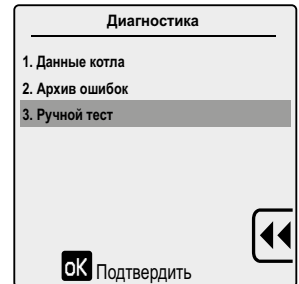 Диагностика
1. Данные котла
2. Архив ошибок
3. Ручной тест
oK Подтвердить